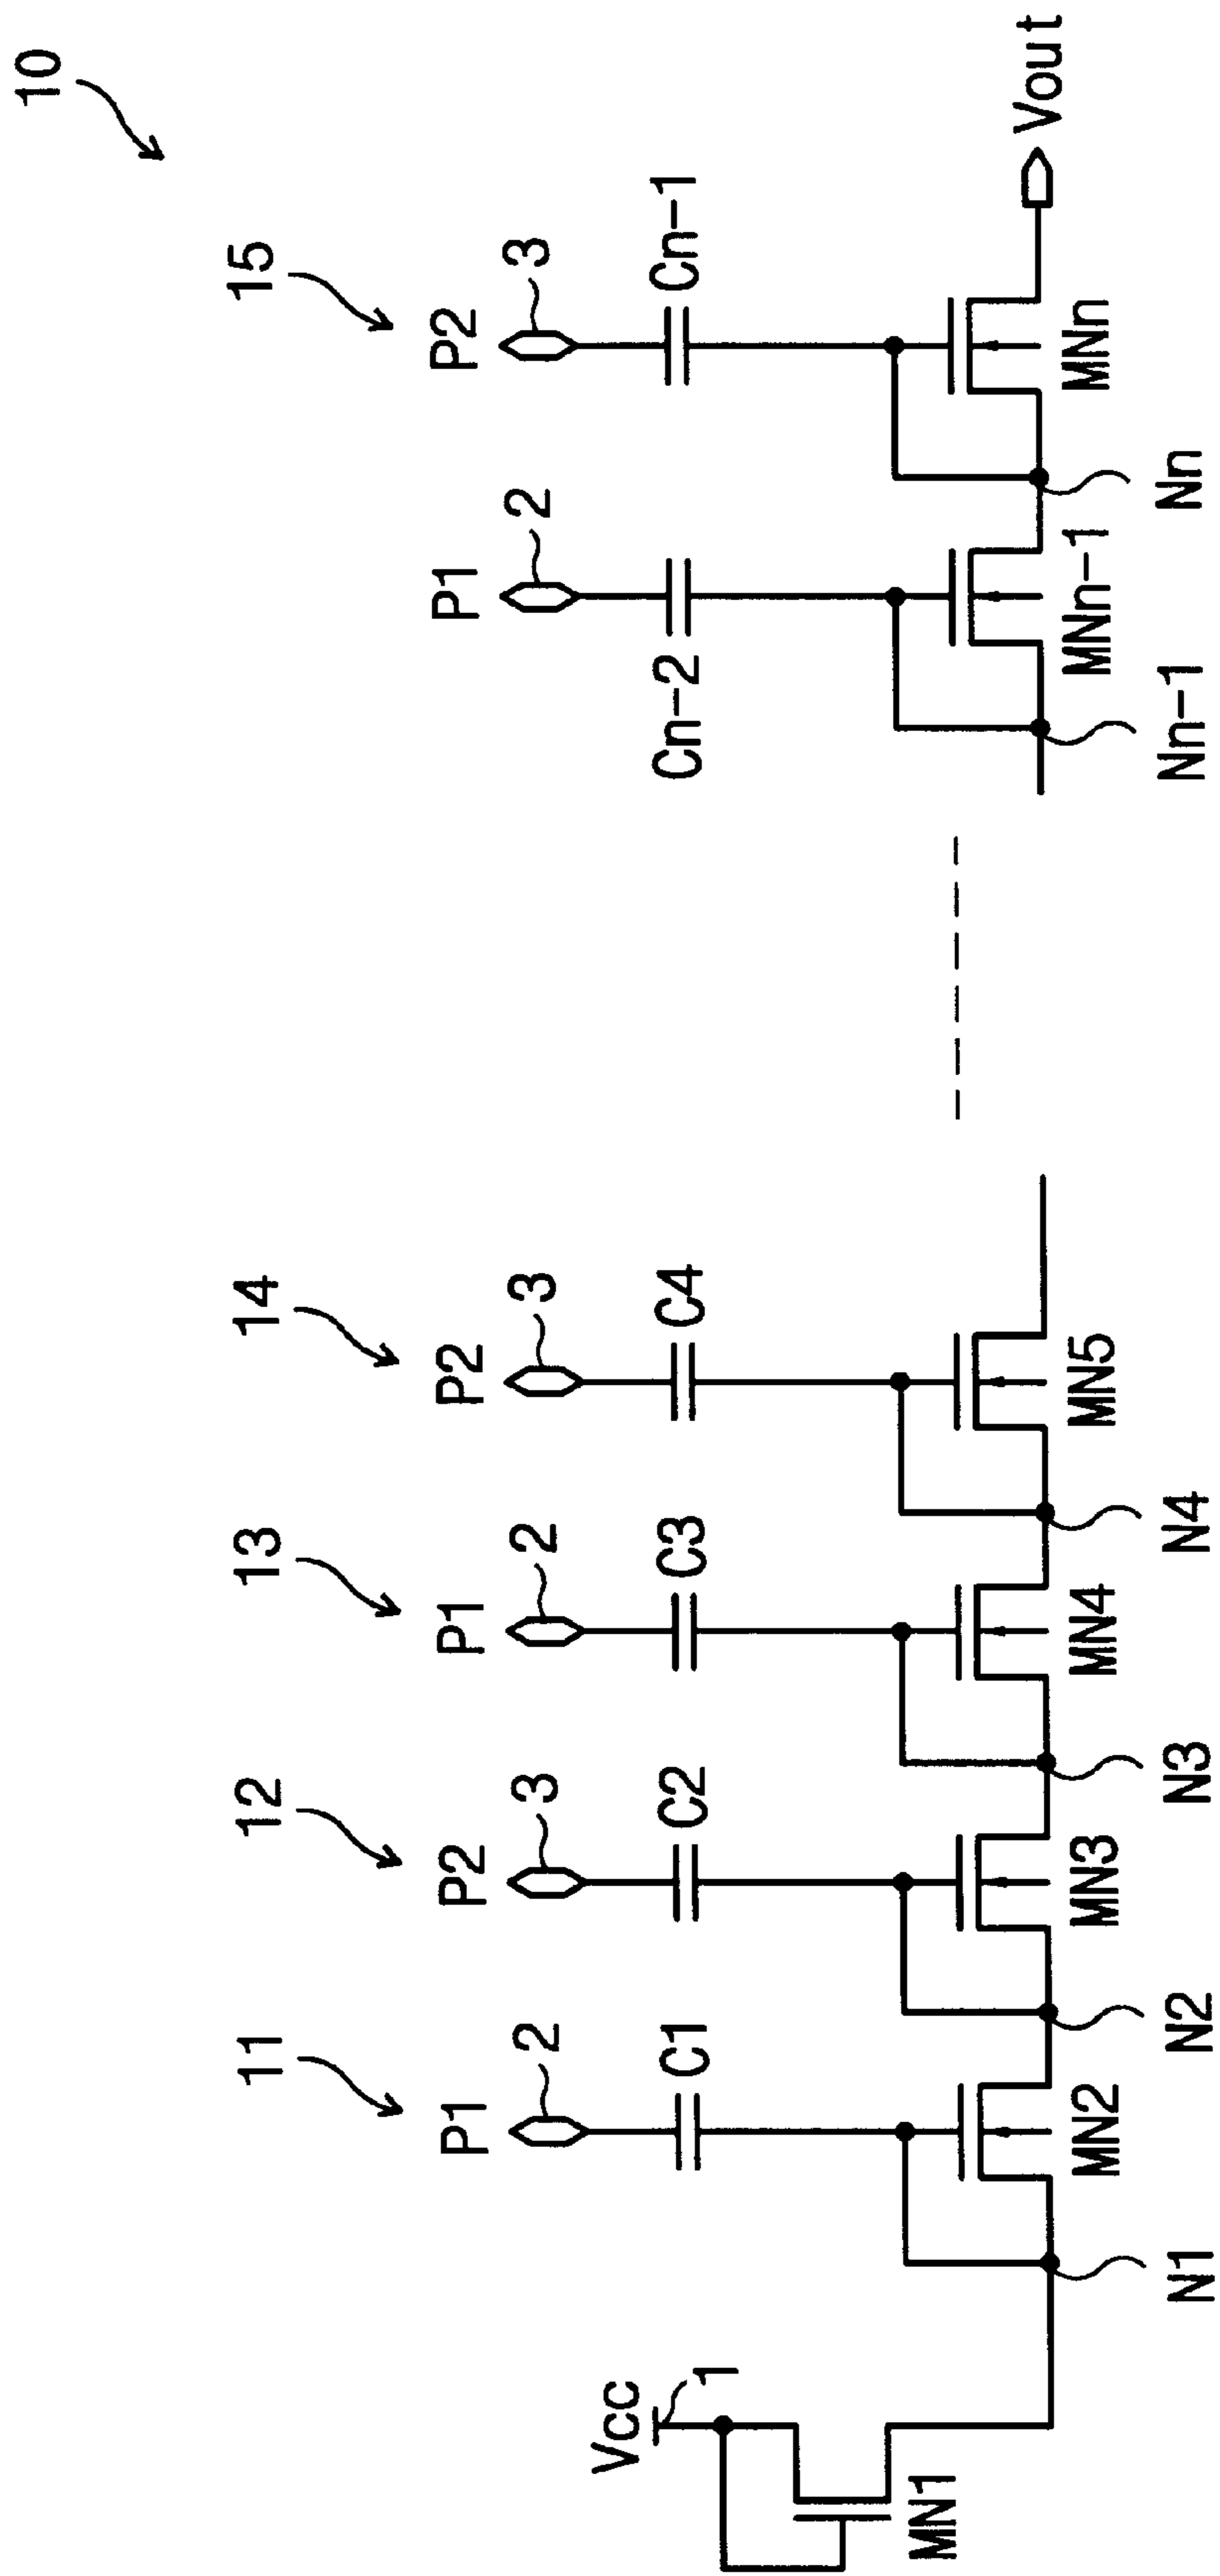 10
11 12 13 14 15
P1 P2 P1 P2 P1 P2
2 3 2 3 2 3
Vcc C1 C2 C3 C4 Cn-2 Cn-1
1
MN1 MN2 MN3 MN4 MN5 MNn-1 MNn Vout
N1 N2 N3 N4 Nn-1 Nn